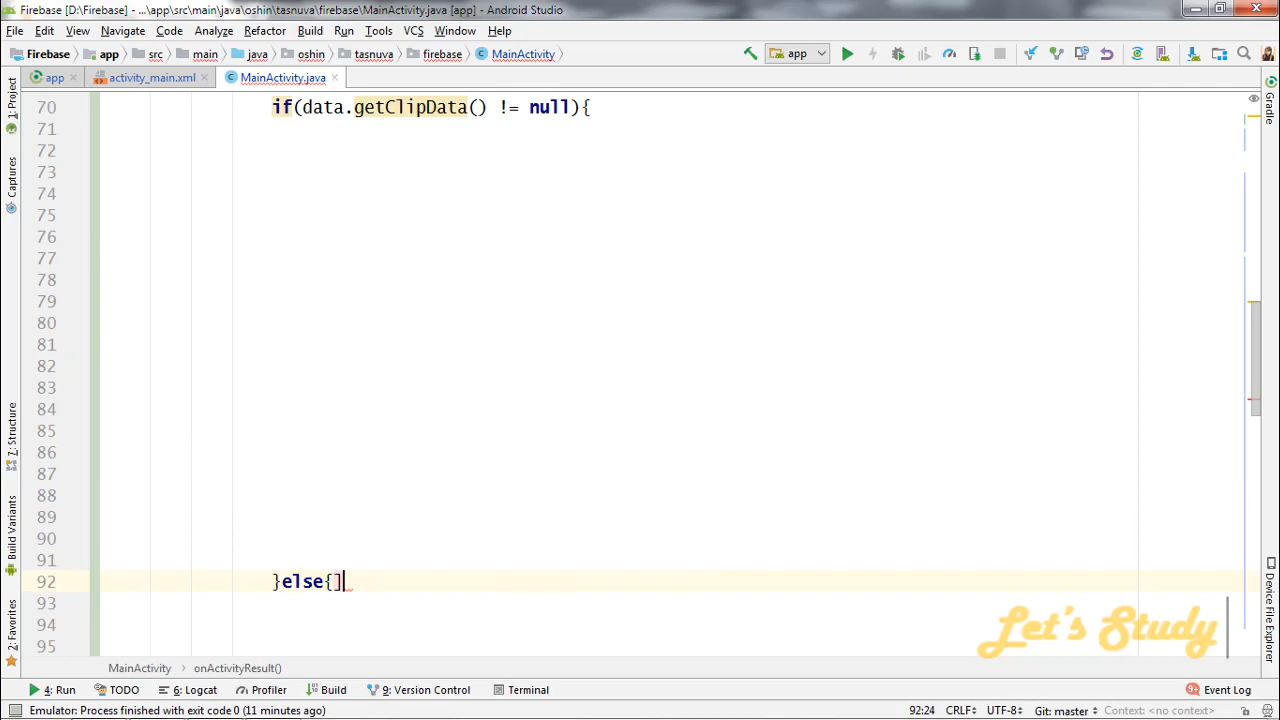 Firebase [D:\Firebase] - ...\app\src\main\java\oshin\tasnuva\firebase\MainActivity.java [app] - Android Studio
File Edit View Navigate Code Analyze Refactor Build Run Tools VCS Window Help
Firebase app src main java oshin tasnuva firebase MainActivity app
app activity_main.xml MainActivity.java
1: Project
Captures
7: Structure
Build Variants
2: Favorites
Gradle
Device File Explorer
70 if(data.getClipData() != null){
71
72
73
74
75
76
77
78
79
80
81
82
83
84
85
86
87
88
89
90
91
92 }else{]
93
94
95
Let's Study
MainActivity onActivityResult()
4: Run TODO 6: Logcat Profiler Build 9: Version Control Terminal 9+ Event Log
Emulator: Process finished with exit code 0 (11 minutes ago) 92:24 CRLF UTF-8 Git: master Context: <no context>